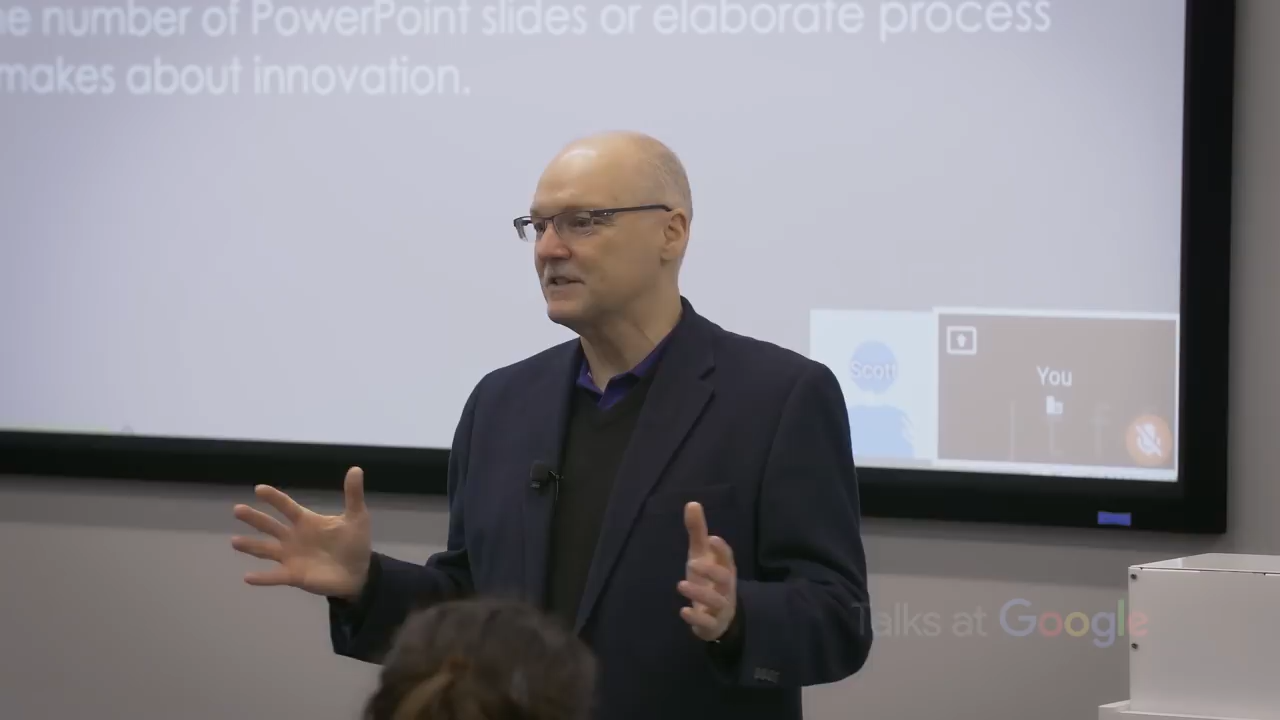 e number of PowerPoint slides or elaborate process
makes about innovation.
Scott
You
Talks at Google